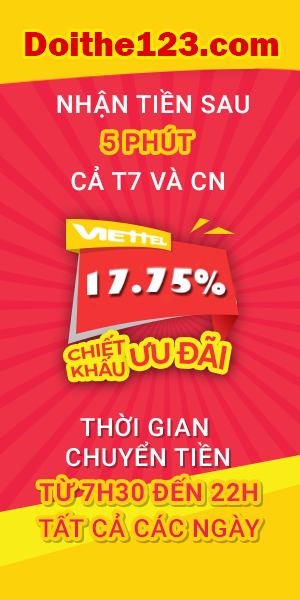 Doithe123.com
NHẬN TIỀN SAU
5 PHÚT
CẢ T7 VÀ CN
VIETTEL
17.75%
CHIẾT
KHẤU
ƯU ĐÃI
THỜI GIAN
CHUYỂN TIỀN
TỪ 7H30 ĐẾN 22H
TẤT CẢ CÁC NGÀY